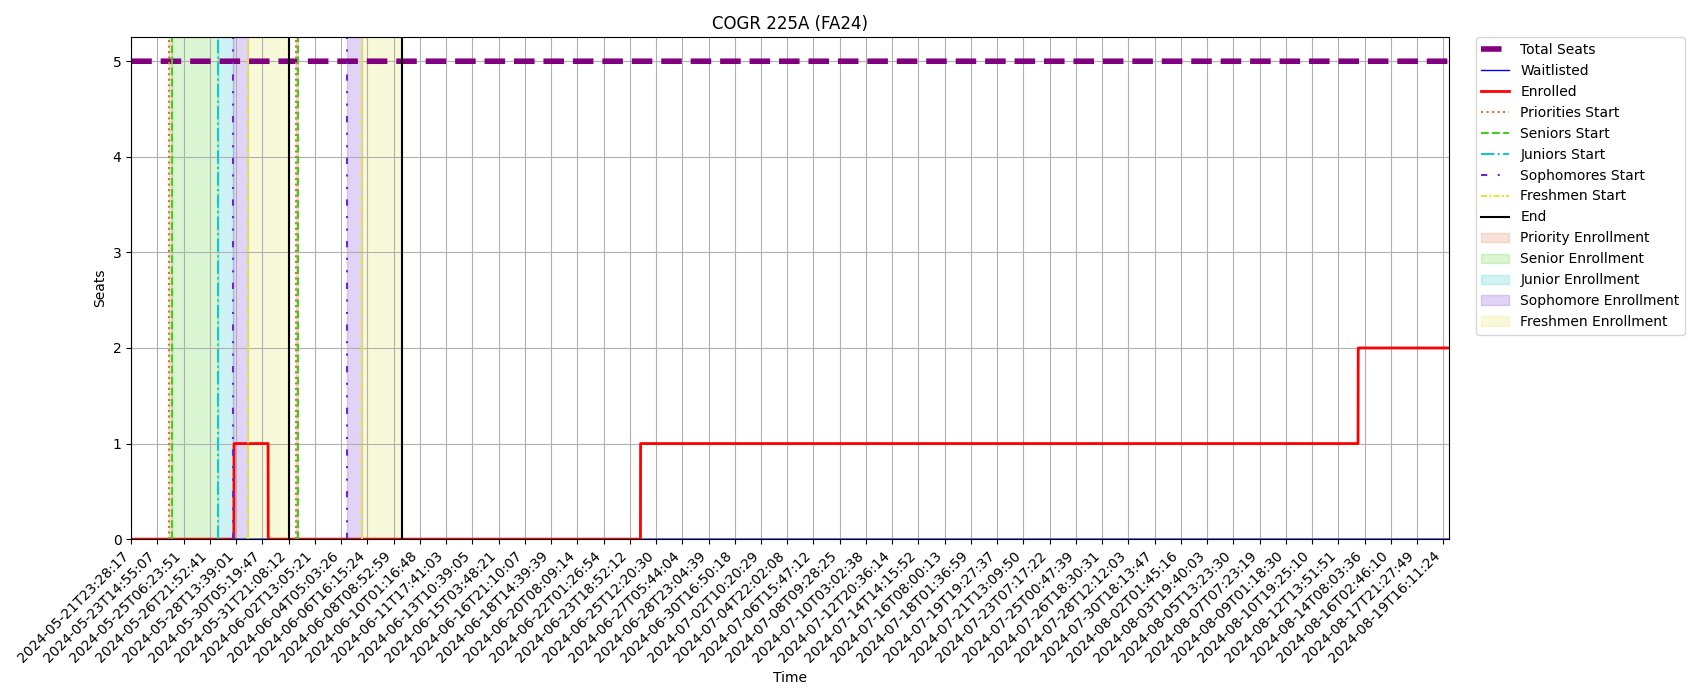 COGR 225A (FA24)
Seats
5
4
3
2
1
0
2024-05-21T23:28:17
2024-05-23T14:55:07
2024-05-25T06:23:51
2024-05-26T21:52:41
2024-05-28T13:39:01
2024-05-30T05:19:47
2024-05-31T21:08:12
2024-06-02T13:05:21
2024-06-04T05:03:26
2024-06-06T16:15:24
2024-06-08T08:52:59
2024-06-10T01:16:48
2024-06-11T17:41:03
2024-06-13T10:39:05
2024-06-15T03:48:21
2024-06-16T21:10:07
2024-06-18T14:39:39
2024-06-20T08:09:14
2024-06-22T01:26:54
2024-06-23T18:52:12
2024-06-25T12:20:30
2024-06-27T05:44:04
2024-06-28T23:04:39
2024-06-30T16:50:18
2024-07-02T10:20:29
2024-07-04T22:02:08
2024-07-06T15:47:12
2024-07-08T09:28:25
2024-07-10T03:02:38
2024-07-12T20:36:14
2024-07-14T14:15:52
2024-07-16T08:00:13
2024-07-18T01:36:59
2024-07-19T19:27:37
2024-07-21T13:09:50
2024-07-23T07:17:22
2024-07-25T00:47:39
2024-07-26T18:30:31
2024-07-28T12:12:03
2024-07-30T18:13:47
2024-08-02T01:45:16
2024-08-03T19:40:03
2024-08-05T13:23:30
2024-08-07T07:23:19
2024-08-09T01:18:30
2024-08-10T19:25:10
2024-08-12T13:51:51
2024-08-14T08:03:36
2024-08-16T02:46:10
2024-08-17T21:27:49
2024-08-19T16:11:24
Time
Total Seats
Waitlisted
Enrolled
Priorities Start
Seniors Start
Juniors Start
Sophomores Start
Freshmen Start
End
Priority Enrollment
Senior Enrollment
Junior Enrollment
Sophomore Enrollment
Freshmen Enrollment